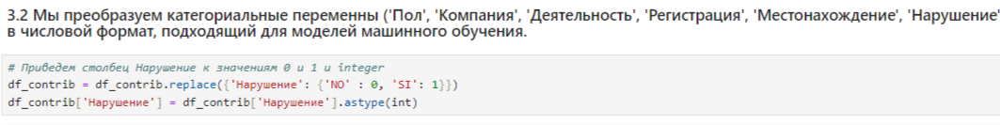 3.2 Мы преобразуем категориальные переменны ('Пол', 'Компания', 'Деятельность', 'Регистрация', 'Местонахождение', 'Нарушение'
в числовой формат, подходящий для моделей машинного обучения.
# Приведем столбец Нарушение к значениям 0 и 1 и integer
df_contrib = df_contrib.replace({'Нарушение': {'NO' : 0, 'SI': 1}})
df_contrib['Нарушение'] = df_contrib['Нарушение'].astype(int)